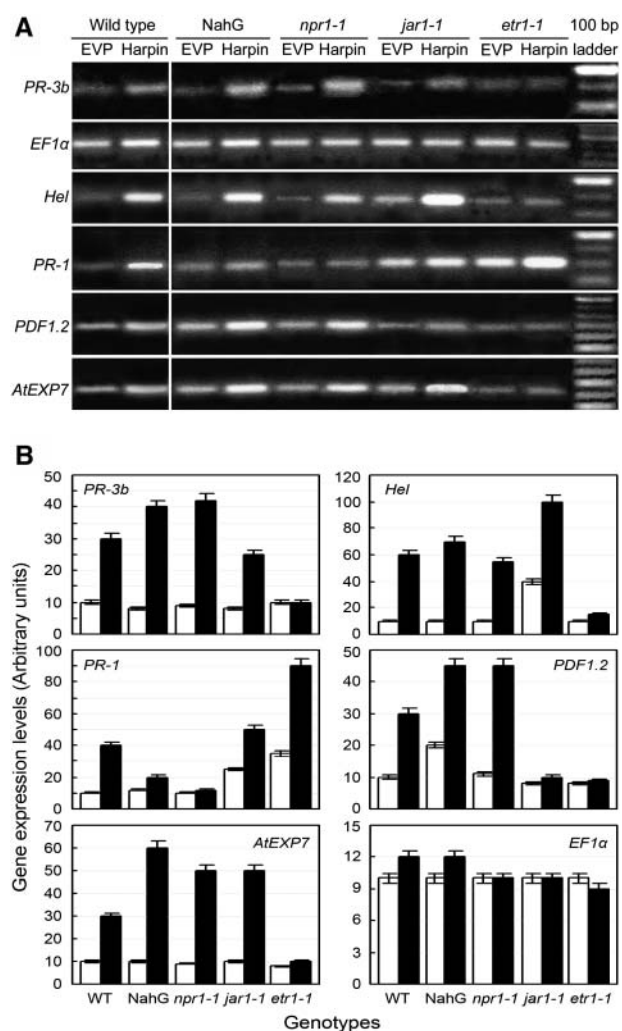 A
Wild type NahG npr1-1 jar1-1 etr1-1 100 bp
EVP Harpin EVP Harpin EVP Harpin EVP Harpin EVP Harpin ladder
PR-3b
EF1α
Hel
PR-1
PDF1.2
AtEXP7
B
Gene expression levels (Arbitrary units)
PR-3b
50
40
30
20
10
0
Hel
120
100
80
60
40
20
0
PR-1
100
80
60
40
20
0
PDF1.2
50
40
30
20
10
0
AtEXP7
70
60
50
40
30
20
10
0
EF1α
15
12
9
6
3
0
WT NahG npr1-1 jar1-1 etr1-1
WT NahG npr1-1 jar1-1 etr1-1
Genotypes